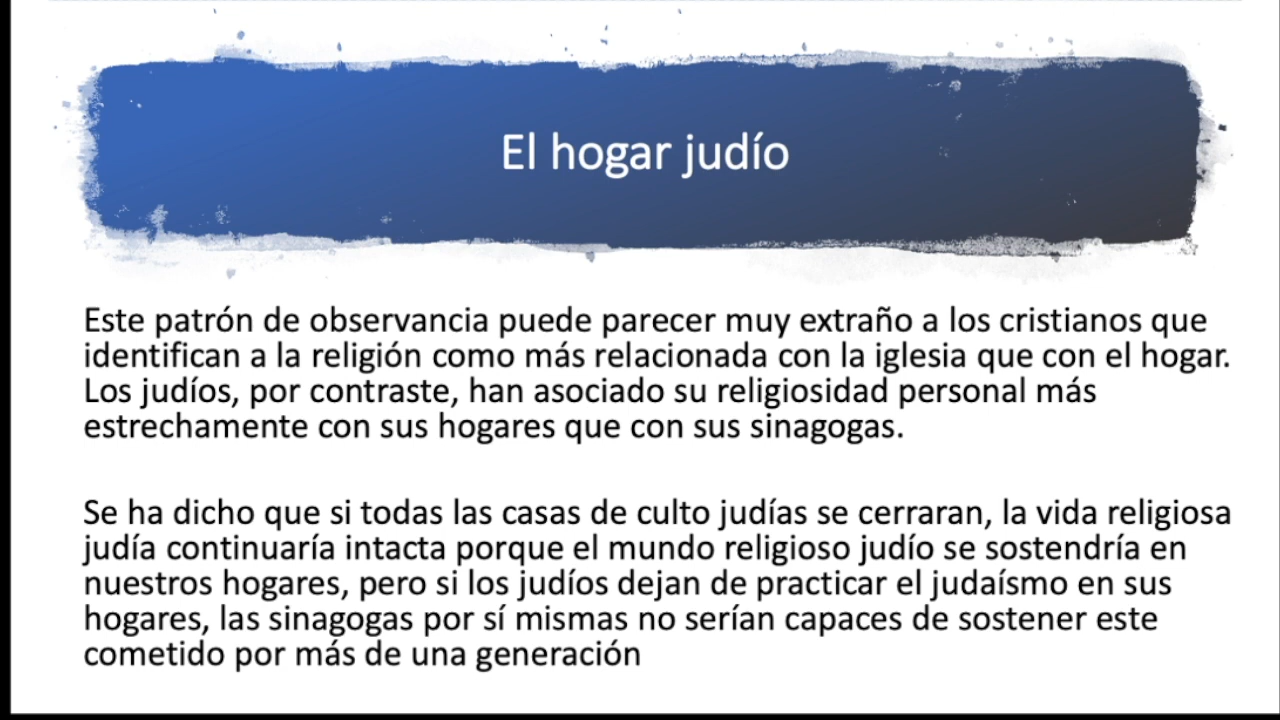 El hogar judío
Este patrón de observancia puede parecer muy extraño a los cristianos que
identifican a la religión como más relacionada con la iglesia que con el hogar.
Los judíos, por contraste, han asociado su religiosidad personal más
estrechamente con sus hogares que con sus sinagogas.
Se ha dicho que si todas las casas de culto judías se cerraran, la vida religiosa
judía continuaría intacta porque el mundo religioso judío se sostendría en
nuestros hogares, pero si los judíos dejan de practicar el judaísmo en sus
hogares, las sinagogas por sí mismas no serían capaces de sostener este
cometido por más de una generación